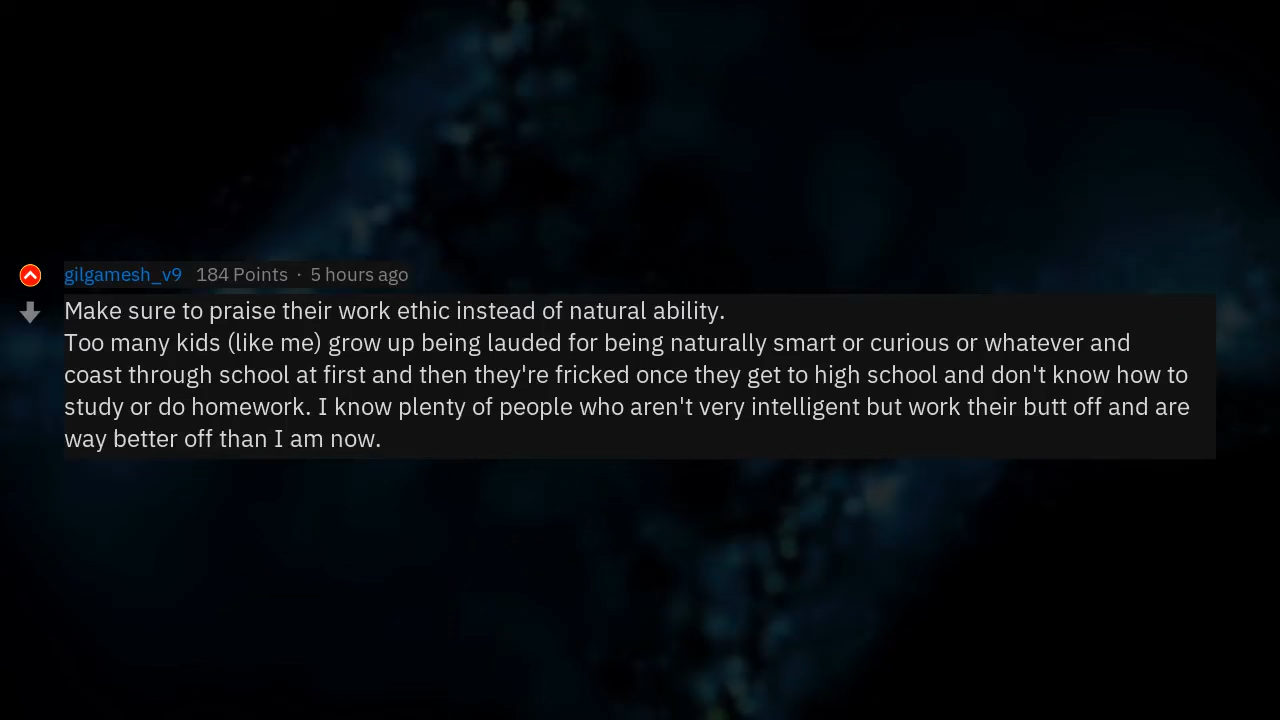 gilgamesh_v9 184 Points · 5 hours ago
Make sure to praise their work ethic instead of natural ability.
Too many kids (like me) grow up being lauded for being naturally smart or curious or whatever and
coast through school at first and then they're fricked once they get to high school and don't know how to
study or do homework. I know plenty of people who aren't very intelligent but work their butt off and are
way better off than I am now.